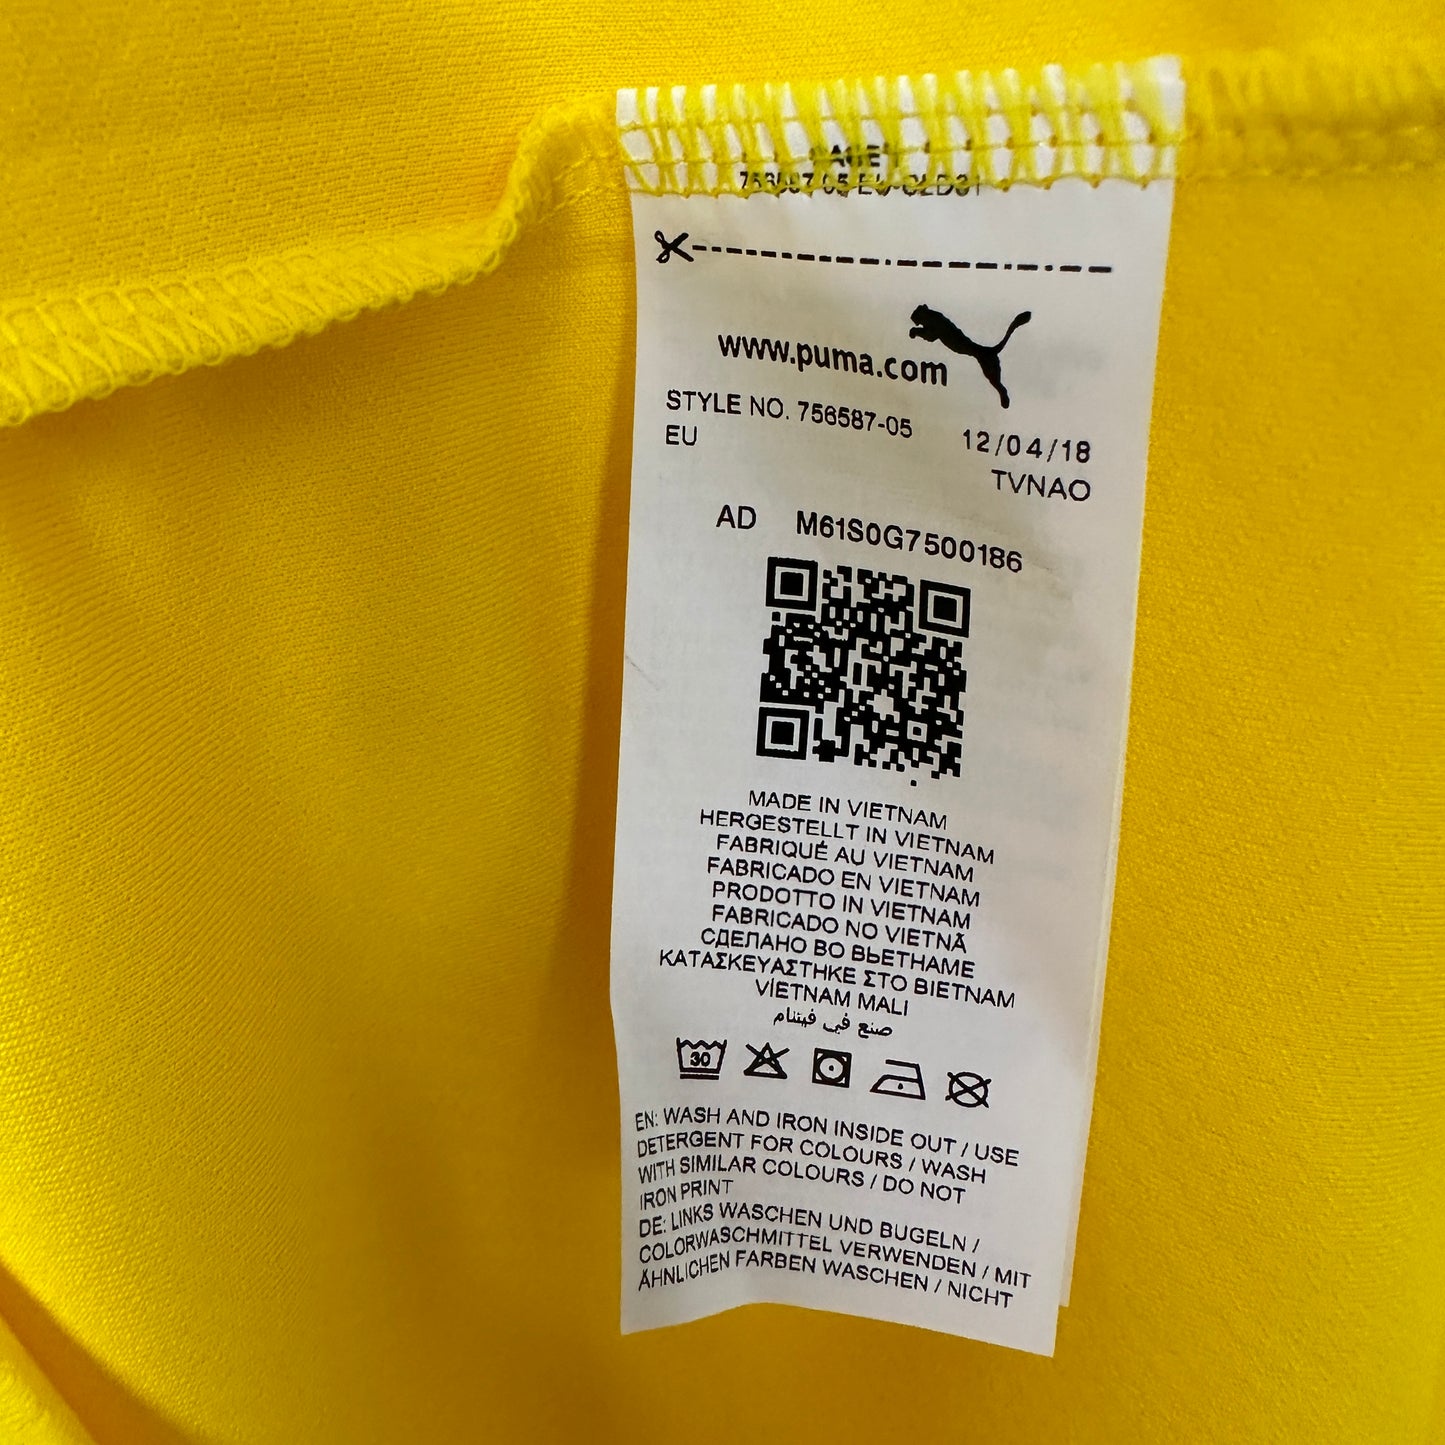 www.puma.com
STYLE NO. 756587-05
EU
12/04/18
TVNAO
AD M61S0G7500186
MADE IN VIETNAM
HERGESTELLT IN VIETNAM
FABRIQUÉ AU VIETNAM
FABRICADO EN VIETNAM
PRODOTTO IN VIETNAM
FABRICADO NO VIETNÃ
СДЕЛАНО ВО ВЬЕТНАМЕ
ΚΑΤΑΣΚΕΥΑΣΤΗΚΕ ΣΤΟ ΒΙΕΤΝΑΜ
VİETNAM MALI
صنع في فيتنام
30
EN: WASH AND IRON INSIDE OUT / USE
DETERGENT FOR COLOURS / WASH
WITH SIMILAR COLOURS / DO NOT
IRON PRINT
DE: LINKS WASCHEN UND BUGELN /
COLORWASCHMITTEL VERWENDEN / MIT
ÄHNLICHEN FARBEN WASCHEN / NICHT